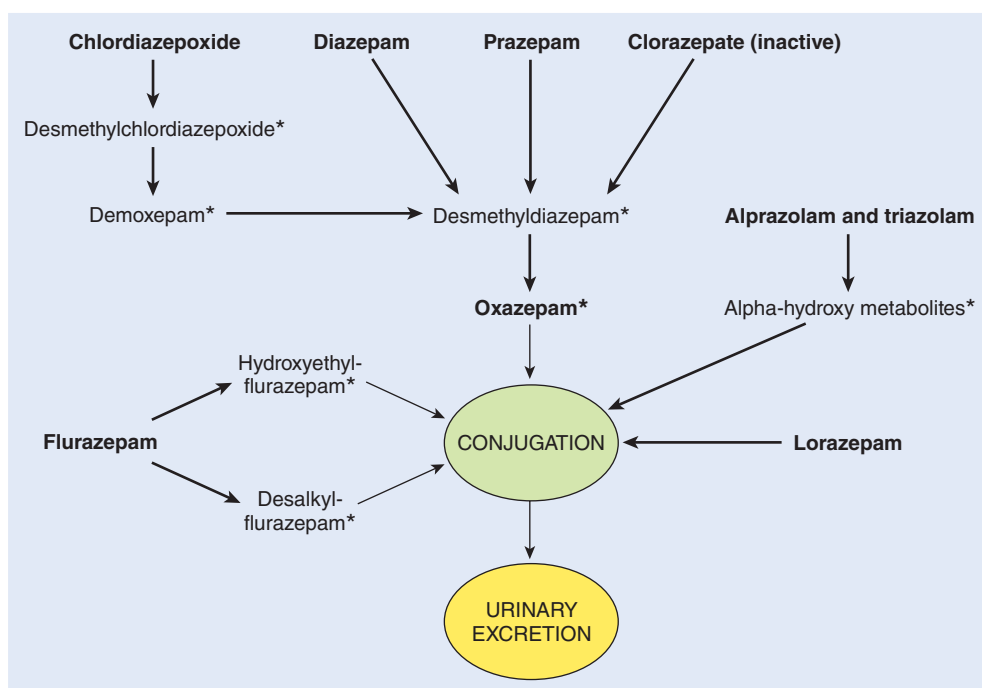 Chlordiazepoxide
Diazepam
Prazepam
Clorazepate (inactive)
Desmethylchlordiazepoxide*
Demoxepam*
Desmethyldiazepam*
Alprazolam and triazolam
Oxazepam*
Alpha-hydroxy metabolites*
Hydroxyethyl-
flurazepam*
Flurazepam
CONJUGATION
Lorazepam
Desalkyl-
flurazepam*
URINARY
EXCRETION